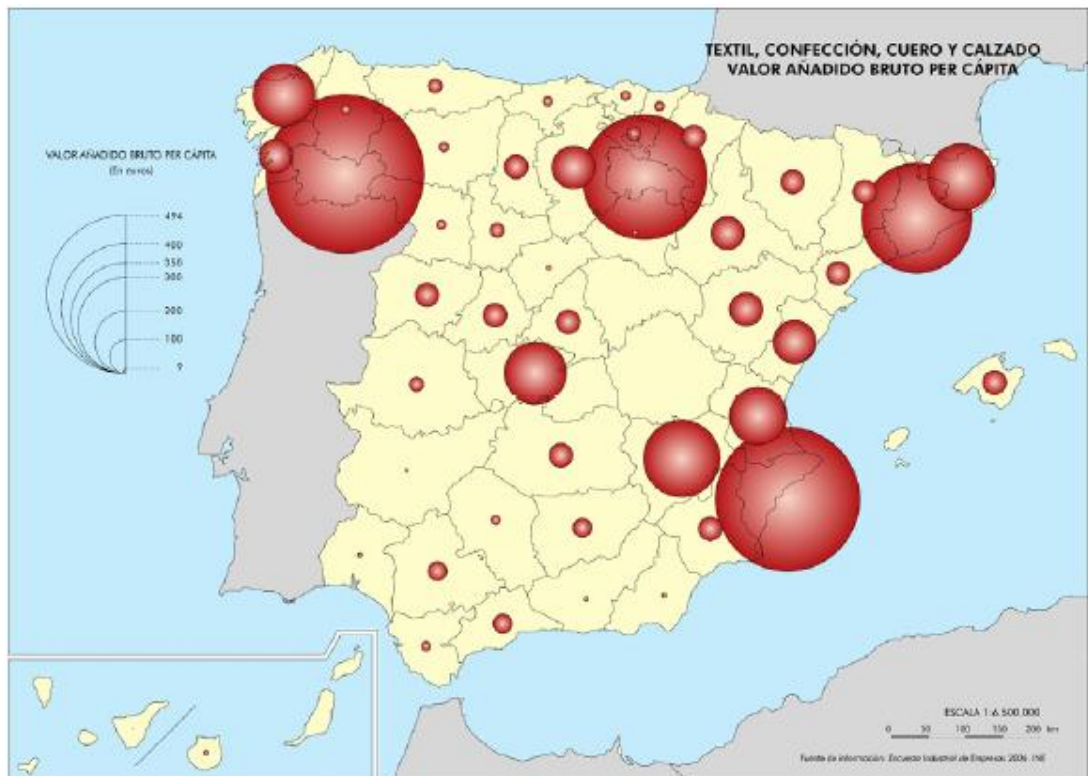 TEXTIL, CONFECCIÓN, CUERO Y CALZADO
VALOR AÑADIDO BRUTO PER CÁPITA
VALOR AÑADIDO BRUTO PER CÁPITA
(En euros)
494
400
350
300
200
100
9
ESCALA 1:6.500.000
0 50 100 150 200 km
Fuente de información: Encuesta Industrial de Empresas 2006. INE